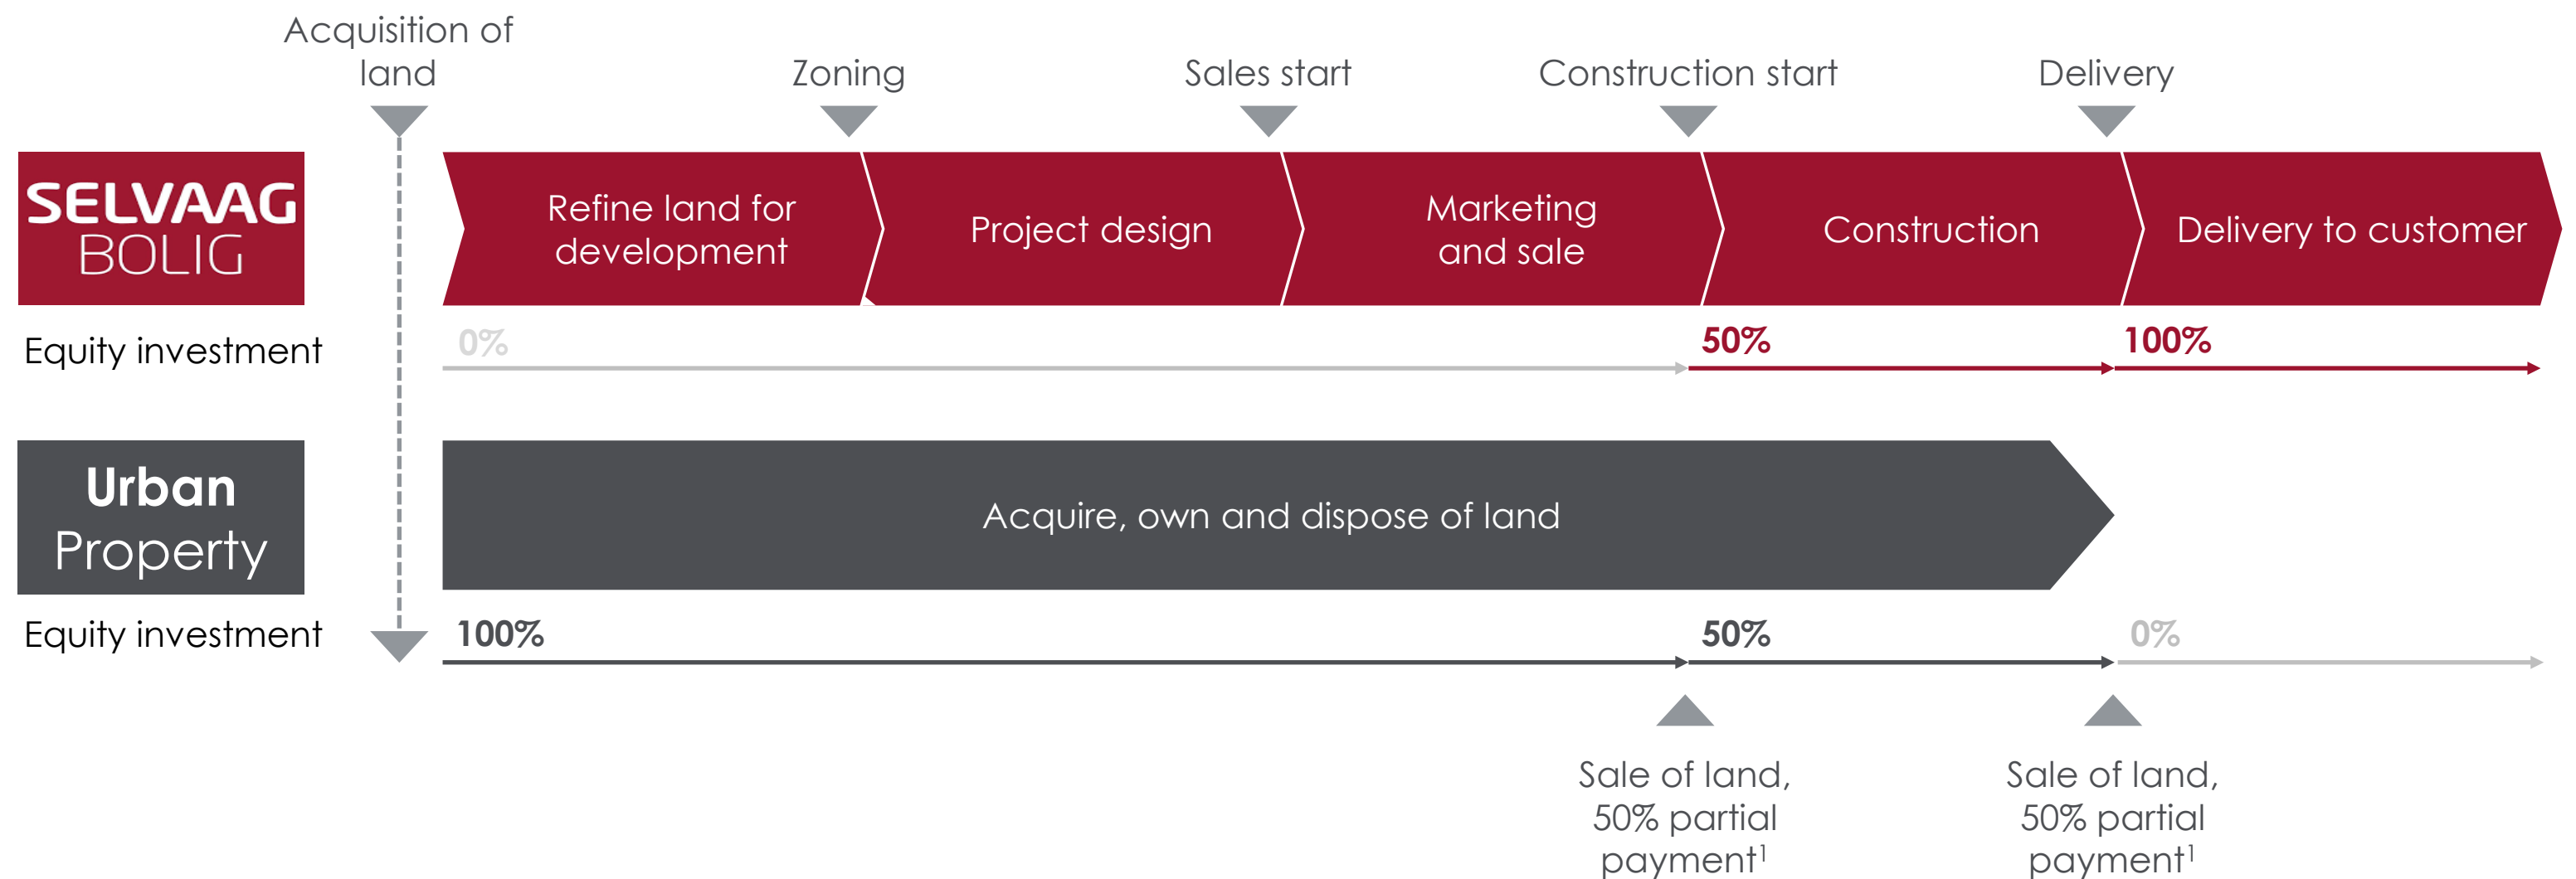 Acquisition of
land
Zoning
Sales start
Construction start
Delivery
SELVAAG
BOLIG
Refine land for
development
Project design
Marketing
and sale
Construction
Delivery to customer
Equity investment
0%
50%
100%
Urban
Property
Acquire, own and dispose of land
Equity investment
100%
50%
0%
Sale of land,
50% partial
payment¹
Sale of land,
50% partial
payment¹